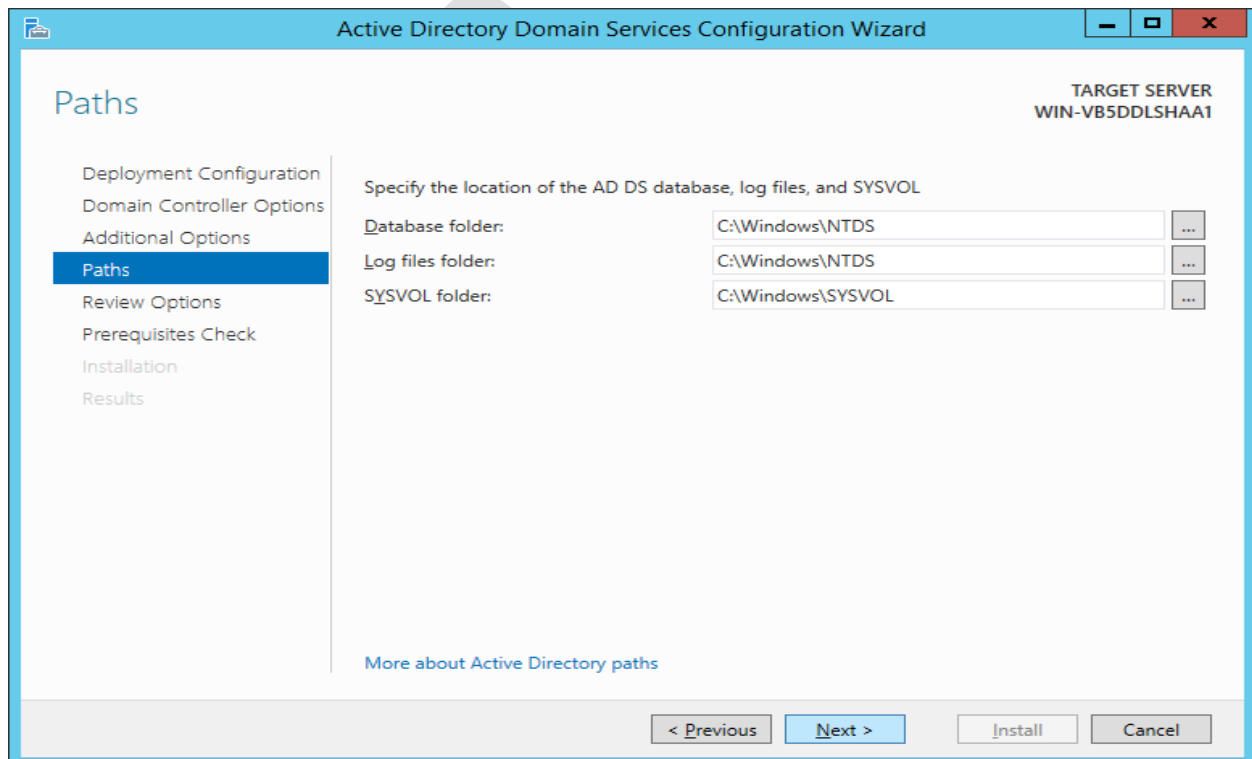 Active Directory Domain Services Configuration Wizard
Paths
TARGET SERVER
WIN-VB5DDLSHAA1
Deployment Configuration
Domain Controller Options
Additional Options
Paths
Review Options
Prerequisites Check
Installation
Results
Specify the location of the AD DS database, log files, and SYSVOL
Database folder: C:\Windows\NTDS ...
Log files folder: C:\Windows\NTDS ...
SYSVOL folder: C:\Windows\SYSVOL ...
More about Active Directory paths
< Previous Next > Install Cancel